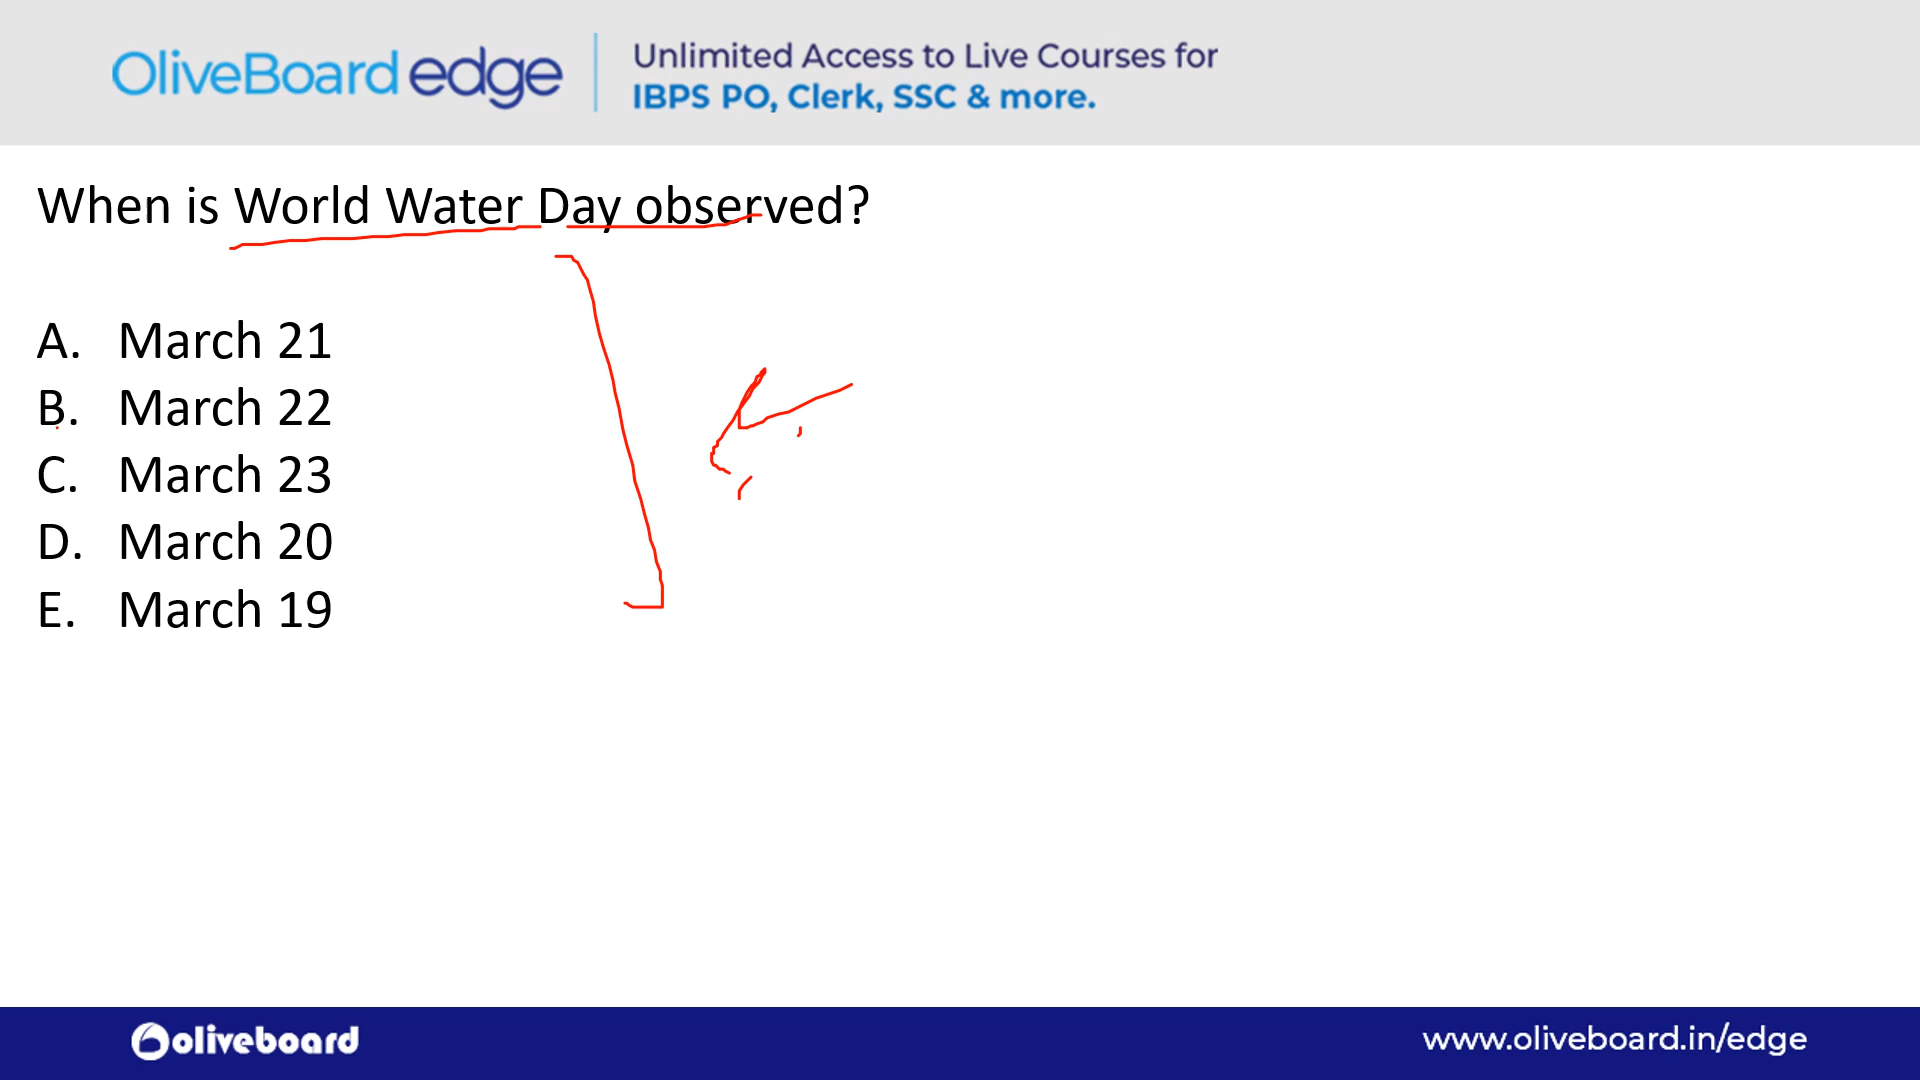 OliveBoard edge
Unlimited Access to Live Courses for
IBPS PO, Clerk, SSC & more.
When is World Water Day observed?
A. March 21
B. March 22
C. March 23
D. March 20
E. March 19
oliveboard
www.oliveboard.in/edge